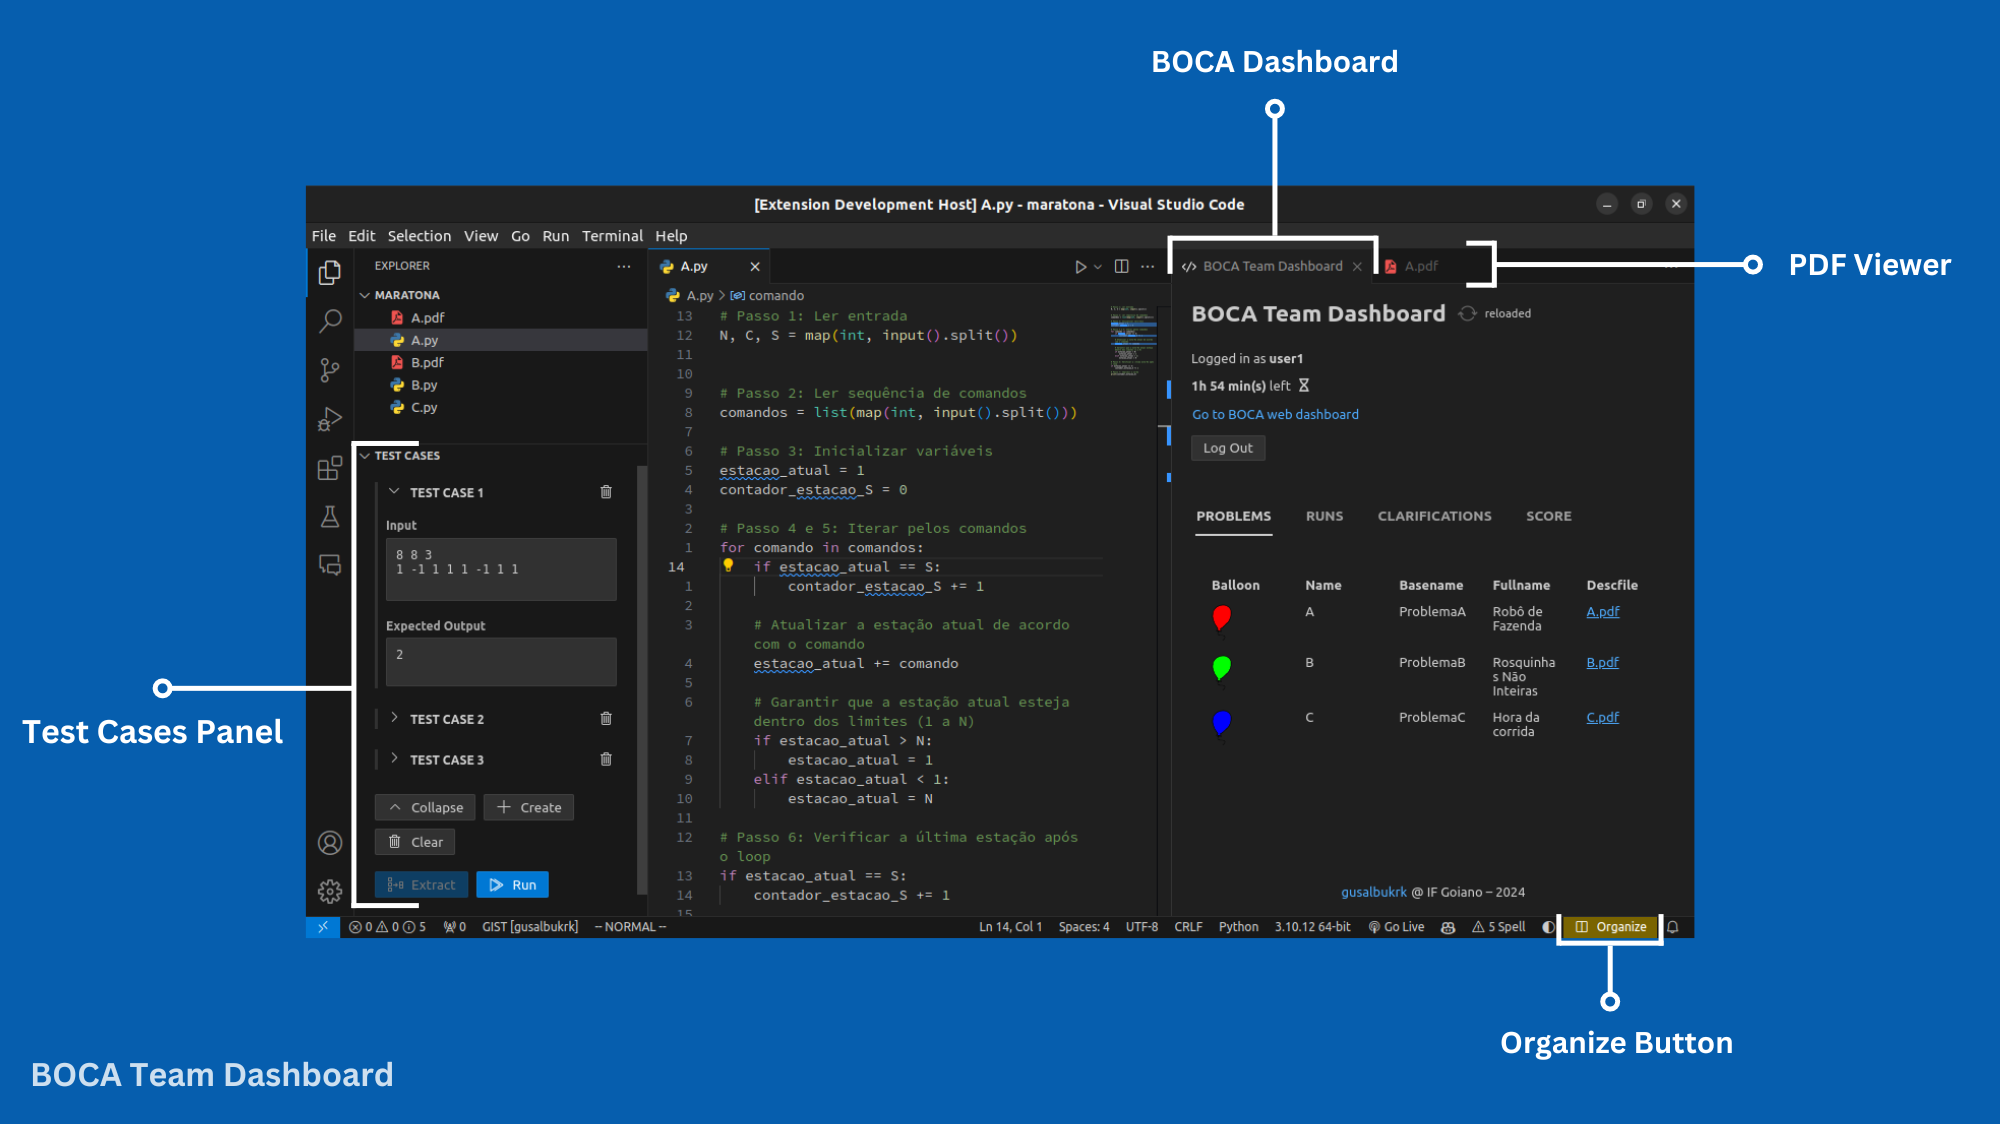 BOCA Dashboard
[Extension Development Host] A.py - maratona - Visual Studio Code
File Edit Selection View Go Run Terminal Help
EXPLORER
MARATONA
A.pdf
A.py
B.pdf
B.py
C.py
TEST CASES
TEST CASE 1
Input
8 8 3
1 -1 1 1 1 -1 1 1
Expected Output
2
TEST CASE 2
TEST CASE 3
Collapse Create
Clear
Extract Run
Test Cases Panel
A.py
A.py > comando
13 # Passo 1: Ler entrada
12 N, C, S = map(int, input().split())
11
10
9 # Passo 2: Ler sequência de comandos
8 comandos = list(map(int, input().split()))
7
6 # Passo 3: Inicializar variáveis
5 estacao_atual = 1
4 contador_estacao_S = 0
3
2 # Passo 4 e 5: Iterar pelos comandos
1 for comando in comandos:
14 if estacao_atual == S:
1 contador_estacao_S += 1
2
3 # Atualizar a estação atual de acordo
com o comando
4 estacao_atual += comando
5
6 # Garantir que a estação atual esteja
dentro dos limites (1 a N)
7 if estacao_atual > N:
8 estacao_atual = 1
9 elif estacao_atual < 1:
10 estacao_atual = N
11
12 # Passo 6: Verificar a última estação após
o loop
13 if estacao_atual == S:
14 contador_estacao_S += 1
15
BOCA Team Dashboard A.pdf
PDF Viewer
BOCA Team Dashboard reloaded
Logged in as user1
1h 54 min(s) left
Go to BOCA web dashboard
Log Out
PROBLEMS RUNS CLARIFICATIONS SCORE
Balloon Name Basename Fullname Descfile
A ProblemaA Robô de A.pdf
Fazenda
B ProblemaB Rosquinha B.pdf
s Não
Inteiras
C ProblemaC Hora da C.pdf
corrida
gusalbukrk @ IF Goiano – 2024
0 0 5 0 GIST [gusalbukrk] -- NORMAL -- Ln 14, Col 1 Spaces: 4 UTF-8 CRLF Python 3.10.12 64-bit Go Live 5 Spell Organize
Organize Button
BOCA Team Dashboard